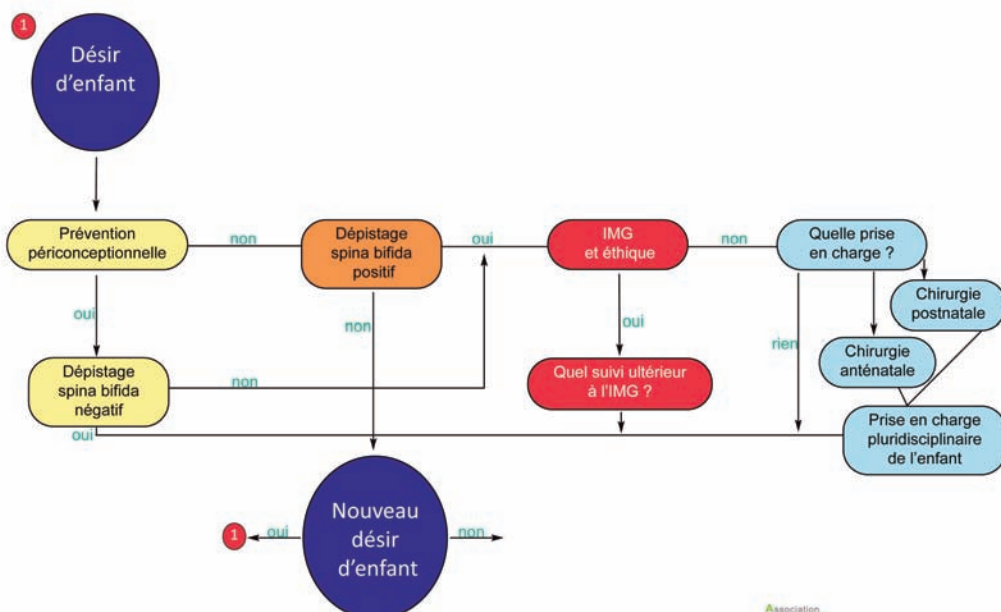 1
Désir
d'enfant
Prévention
périconceptionnelle
non
Dépistage
spina bifida
positif
oui
IMG
et éthique
non
Quelle prise
en charge ?
Chirurgie
postnatale
oui
non
oui
rien
Chirurgie
anténatale
Dépistage
spina bifida
négatif
non
Quel suivi ultérieur
à l'IMG ?
oui
Prise en charge
pluridisciplinaire
de l'enfant
Nouveau
désir
d'enfant
1
oui
non
Association